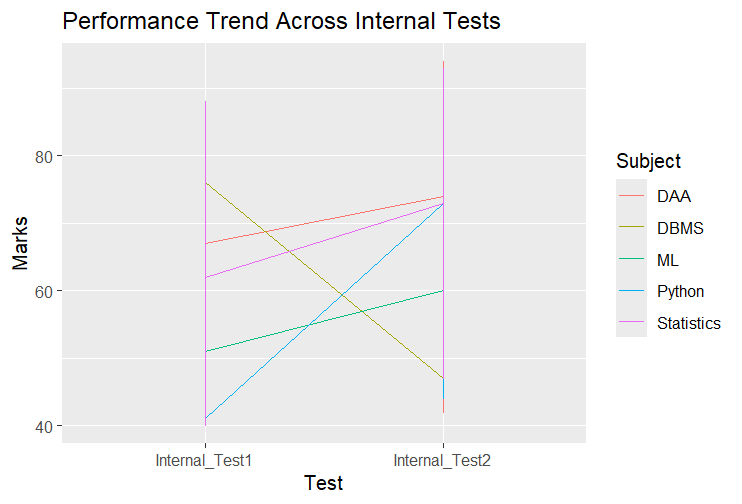 Performance Trend Across Internal Tests
Marks
80
60
40
Internal_Test1
Internal_Test2
Test
Subject
DAA
DBMS
ML
Python
Statistics